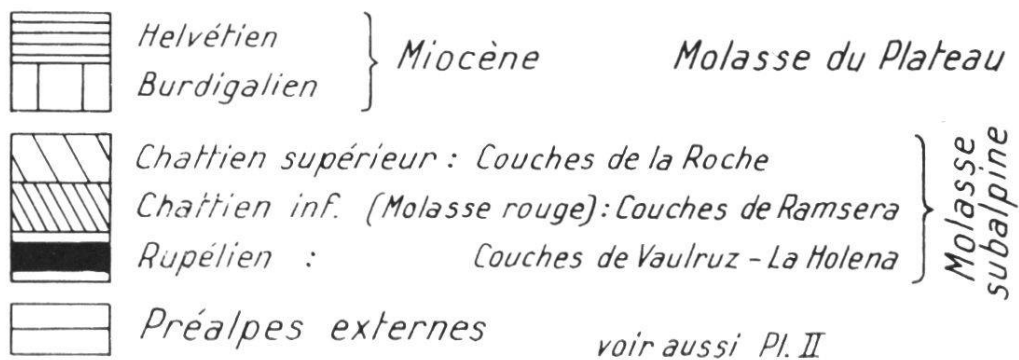 Helvétien
Burdigalien
Miocène
Molasse du Plateau
Chattien supérieur : Couches de la Roche
Chattien inf. (Molasse rouge) : Couches de Ramsera
Rupélien : Couches de Vaulruz - La Holena
Molasse
subalpine
Préalpes externes
voir aussi Pl. II